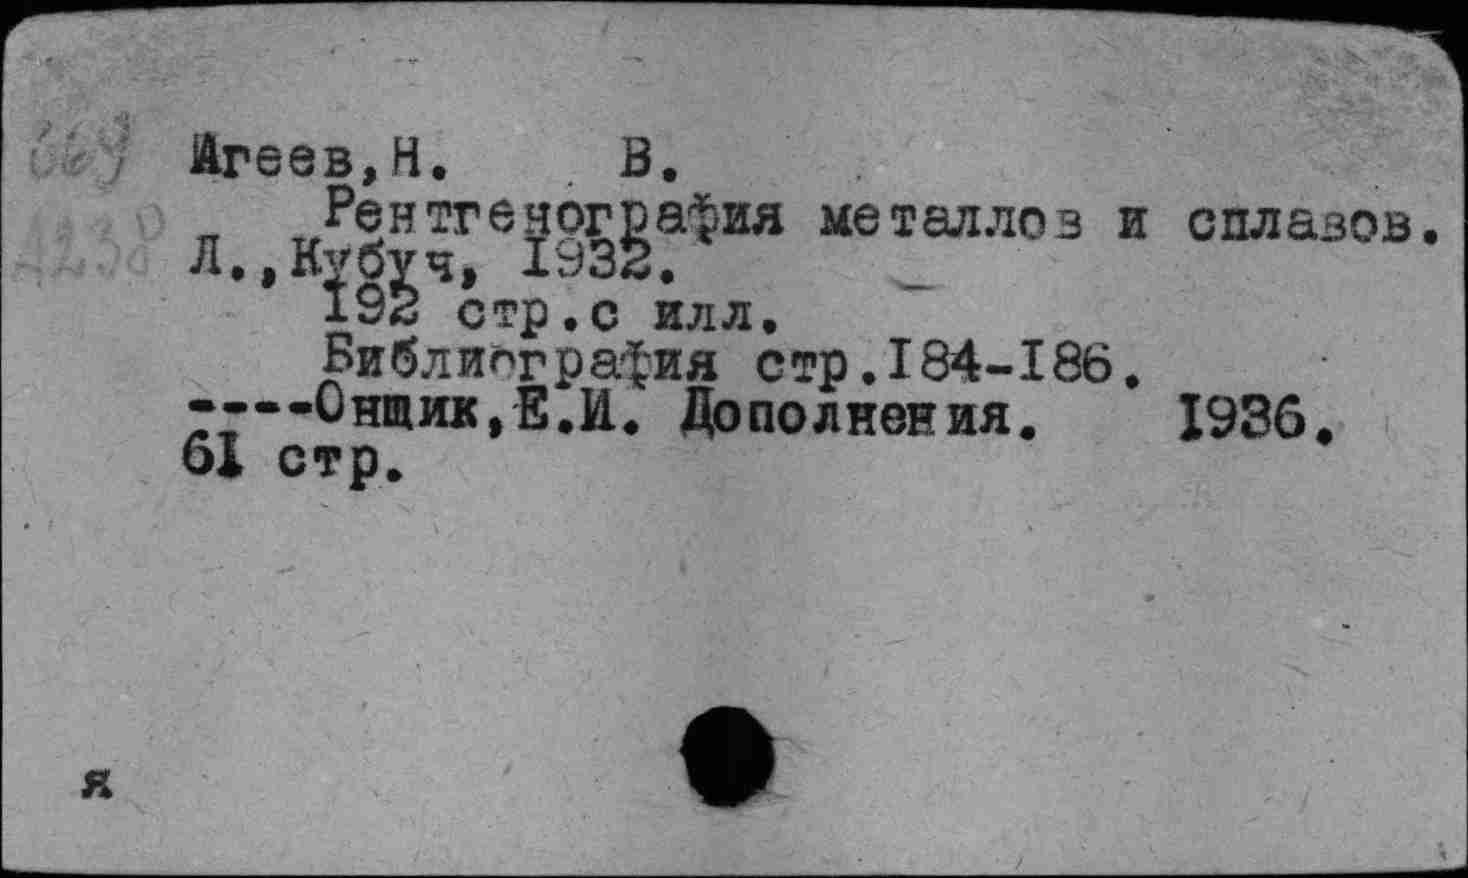 Агеев,Н. В.
Рентгенография металлов и сплавов.
Л.,Кубуч, 1932.
192 стр.с илл.
Библиография стр.184-186.
----Онщик,Е.И. Дополнения. 1936.
61 стр.
я